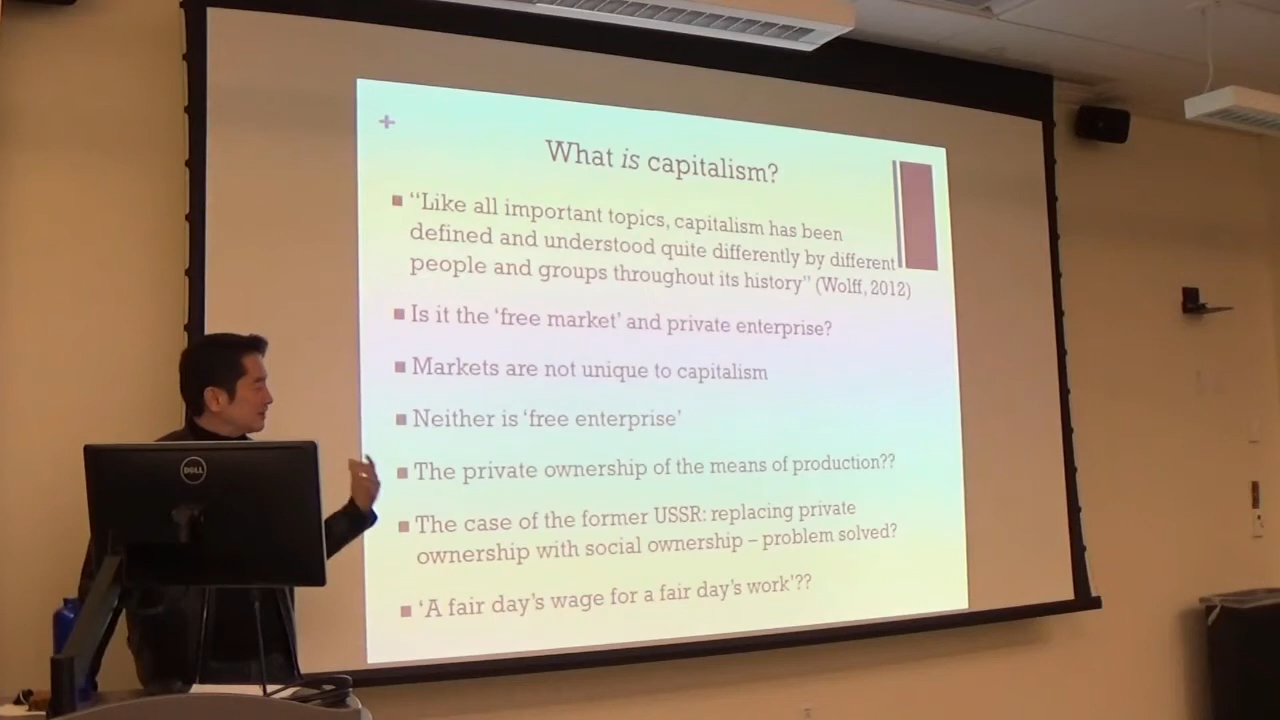 +
What is capitalism?
■ “Like all important topics, capitalism has been
defined and understood quite differently by different
people and groups throughout its history” (Wolff, 2012)
■ Is it the ‘free market’ and private enterprise?
■ Markets are not unique to capitalism
■ Neither is ‘free enterprise’
■ The private ownership of the means of production??
■ The case of the former USSR: replacing private
ownership with social ownership – problem solved?
■ ‘A fair day’s wage for a fair day’s work’??
DELL